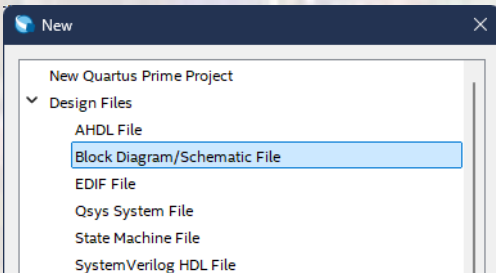 New
New Quartus Prime Project
Design Files
AHDL File
Block Diagram/Schematic File
EDIF File
Qsys System File
State Machine File
SystemVerilog HDL File